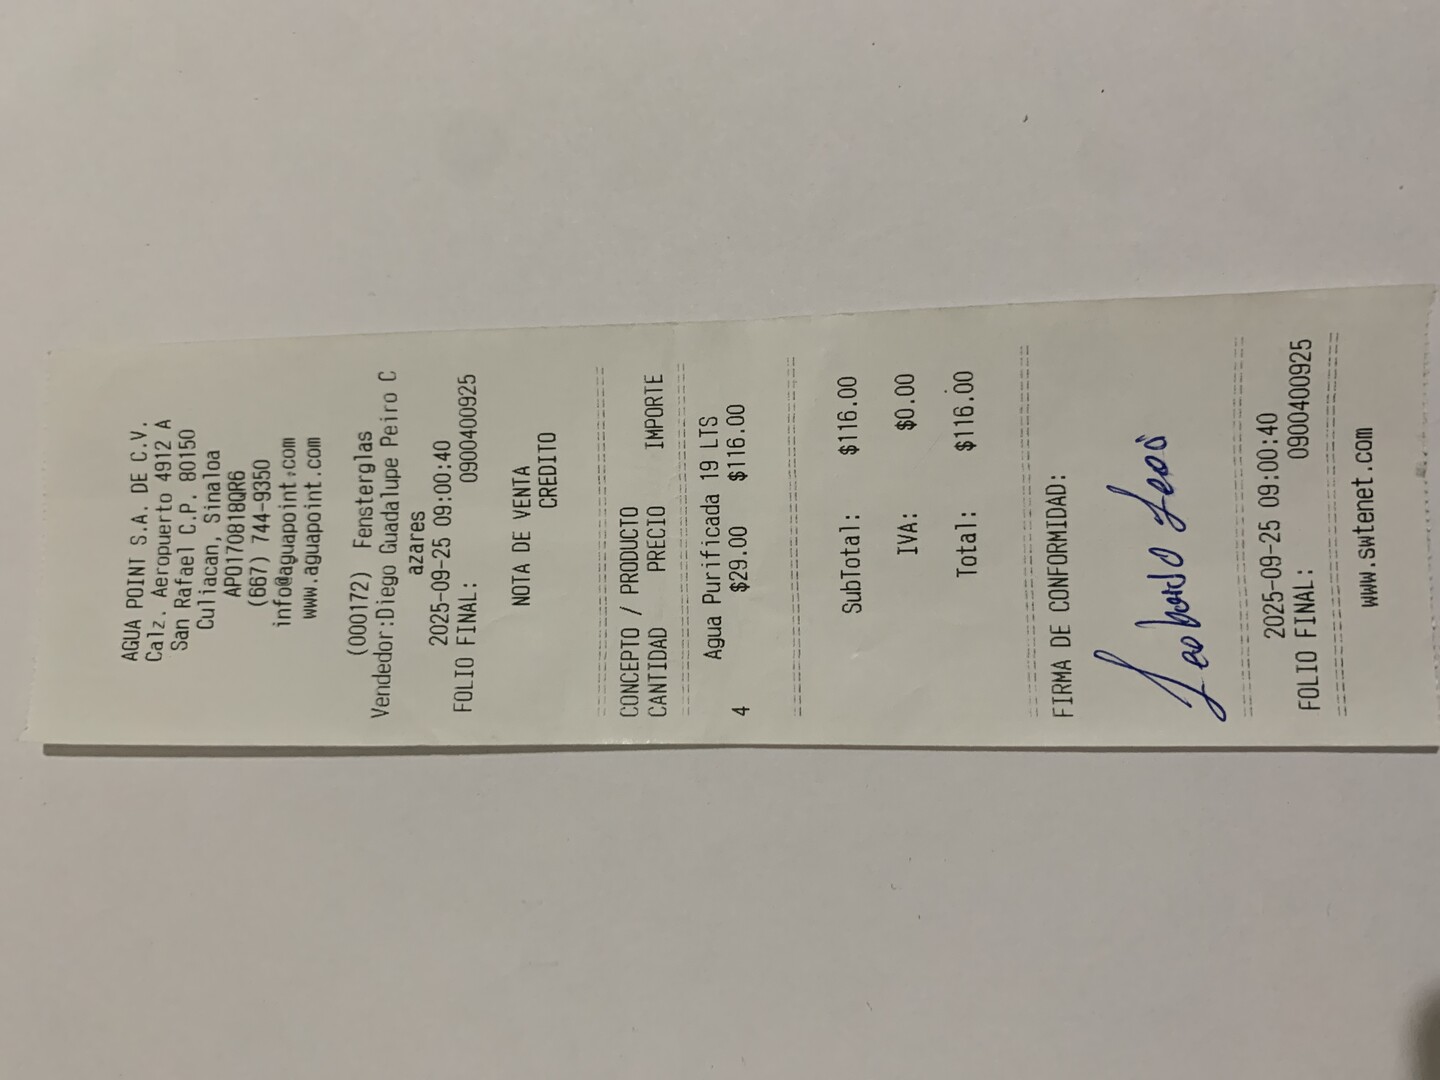 AGUA POINT S.A. DE C.V.
Calz. Aeropuerto 4912 A
San Rafael C.P. 80150
Culiacan, Sinaloa
APO170818QR6
(667) 744-9350
info@aguapoint.com
www.aguapoint.com
(000172) Fensterglas
Vendedor:Diego Guadalupe Peiro C
azares
2025-09-25 09:00:40
FOLIO FINAL: 0900400925
NOTA DE VENTA
CREDITO
CONCEPTO / PRODUCTO
CANTIDAD PRECIO IMPORTE
Agua Purificada 19 LTS
4 $29.00 $116.00
SubTotal: $116.00
IVA: $0.00
Total: $116.00
FIRMA DE CONFORMIDAD:
2025-09-25 09:00:40
FOLIO FINAL: 0900400925
www.swtenet.com